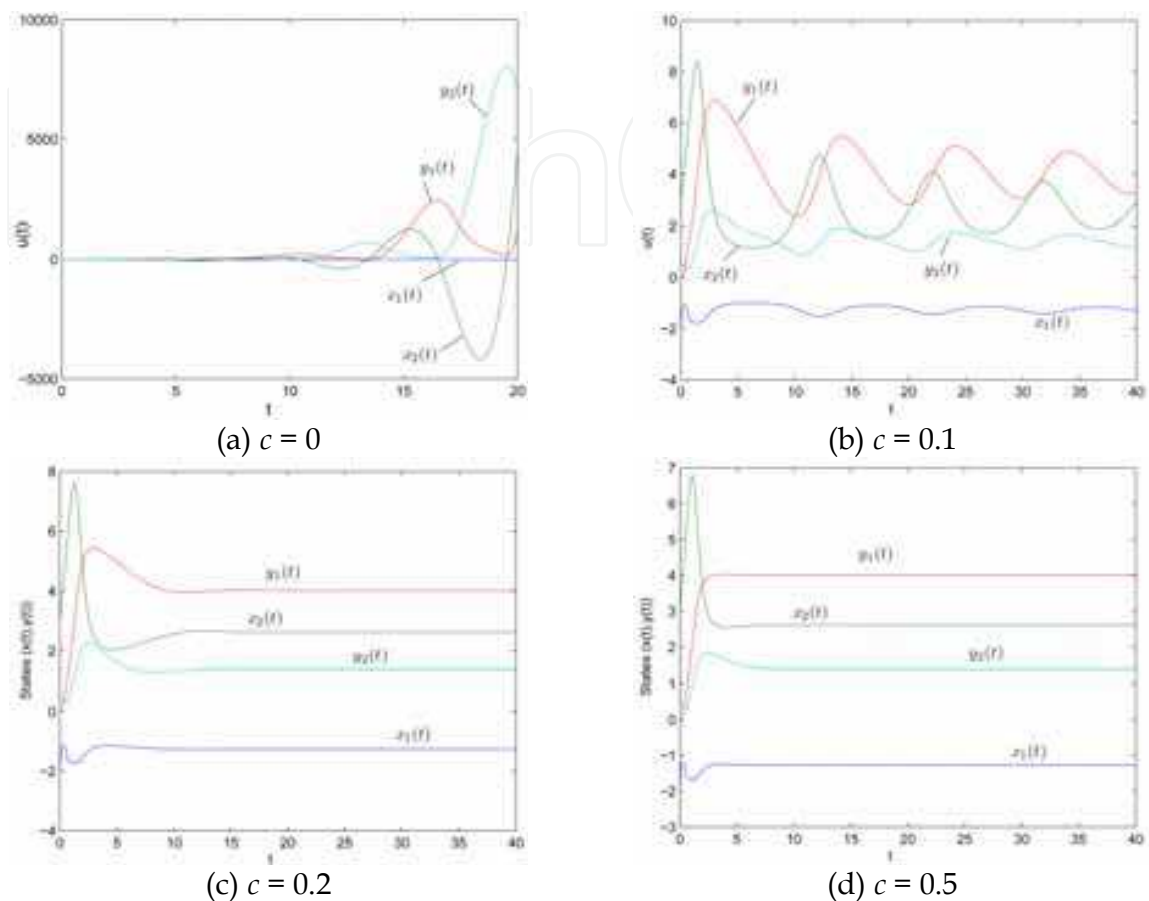 10000
5000
0
−5000
u(t)
y₂(t)
y₁(t)
x₁(t)
x₂(t)
0 5 10 15 20
t
(a) c = 0
10
8
6
4
2
0
−2
−4
u(t)
y₁(t)
x₂(t)
y₂(t)
x₁(t)
0 5 10 15 20 25 30 35 40
t
(b) c = 0.1
8
6
4
2
0
−2
−4
States (x(t),y(t))
y₁(t)
x₂(t)
y₂(t)
x₁(t)
0 5 10 15 20 25 30 35 40
t
(c) c = 0.2
7
6
5
4
3
2
1
0
−1
−2
−3
States (x(t),y(t))
y₁(t)
x₂(t)
y₂(t)
x₁(t)
0 5 10 15 20 25 30 35 40
t
(d) c = 0.5